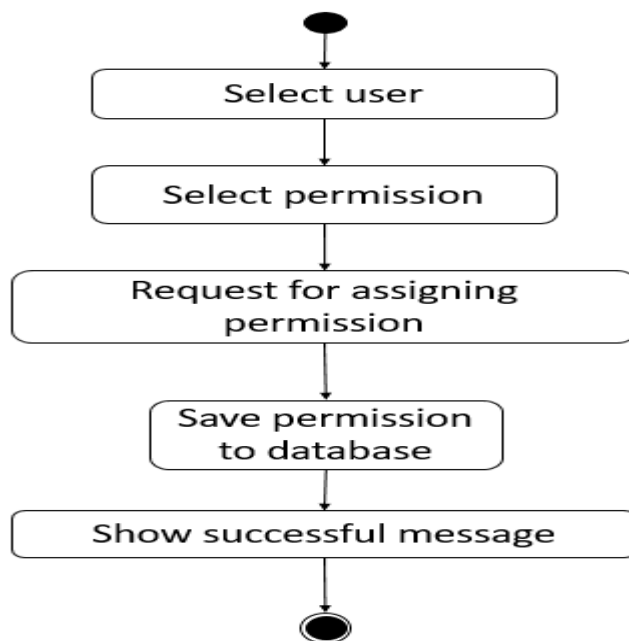 Select user
Select permission
Request for assigning
permission
Save permission
to database
Show successful message